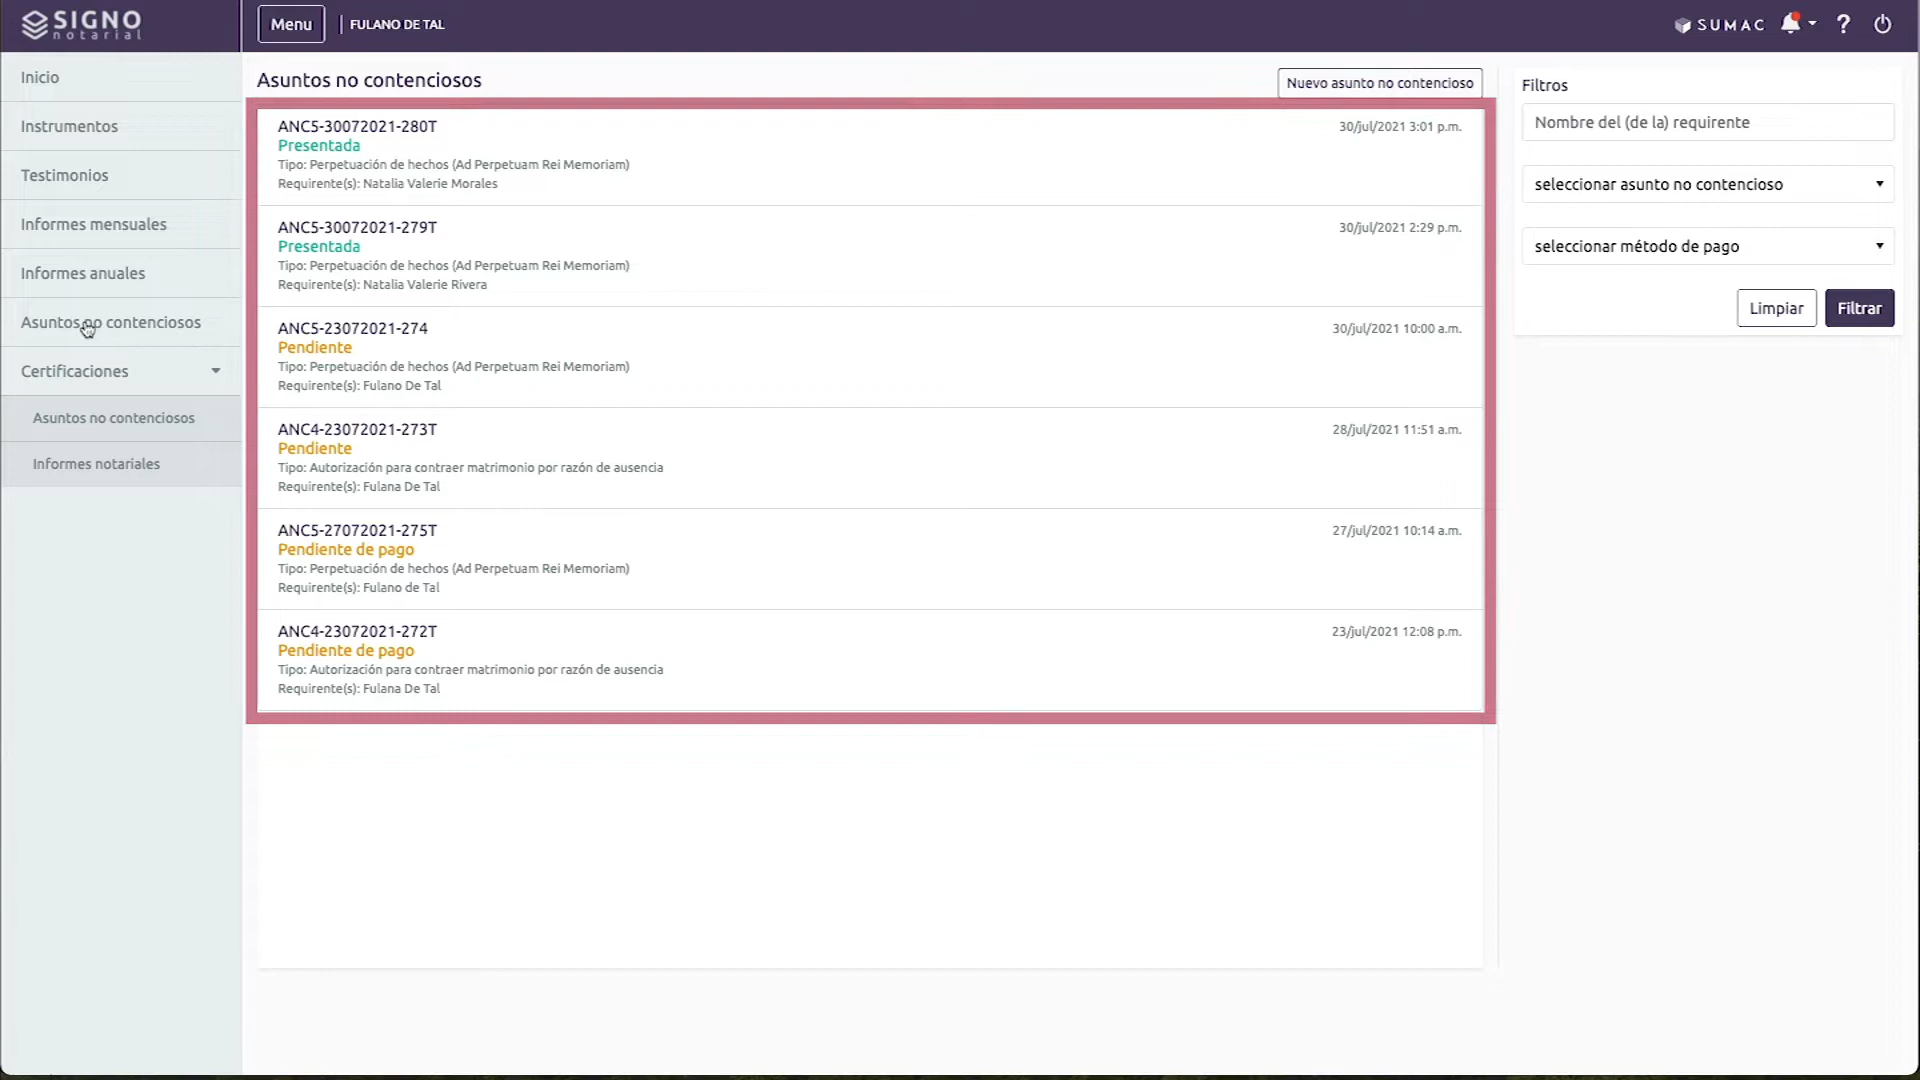 SIGNO
notarial
Menu
FULANO DE TAL
SUMAC
?
Inicio
Instrumentos
Testimonios
Informes mensuales
Informes anuales
Asuntos no contenciosos
Certificaciones
Asuntos no contenciosos
Informes notariales
Asuntos no contenciosos
Nuevo asunto no contencioso
ANC5-30072021-280T
30/jul/2021 3:01 p.m.
Presentada
Tipo: Perpetuación de hechos (Ad Perpetuam Rei Memoriam)
Requirente(s): Natalia Valerie Morales
ANC5-30072021-279T
30/jul/2021 2:29 p.m.
Presentada
Tipo: Perpetuación de hechos (Ad Perpetuam Rei Memoriam)
Requirente(s): Natalia Valerie Rivera
ANC5-23072021-274
30/jul/2021 10:00 a.m.
Pendiente
Tipo: Perpetuación de hechos (Ad Perpetuam Rei Memoriam)
Requirente(s): Fulano De Tal
ANC4-23072021-273T
28/jul/2021 11:51 a.m.
Pendiente
Tipo: Autorización para contraer matrimonio por razón de ausencia
Requirente(s): Fulana De Tal
ANC5-27072021-275T
27/jul/2021 10:14 a.m.
Pendiente de pago
Tipo: Perpetuación de hechos (Ad Perpetuam Rei Memoriam)
Requirente(s): Fulano de Tal
ANC4-23072021-272T
23/jul/2021 12:08 p.m.
Pendiente de pago
Tipo: Autorización para contraer matrimonio por razón de ausencia
Requirente(s): Fulana De Tal
Filtros
Nombre del (de la) requirente
seleccionar asunto no contencioso
seleccionar método de pago
Limpiar
Filtrar